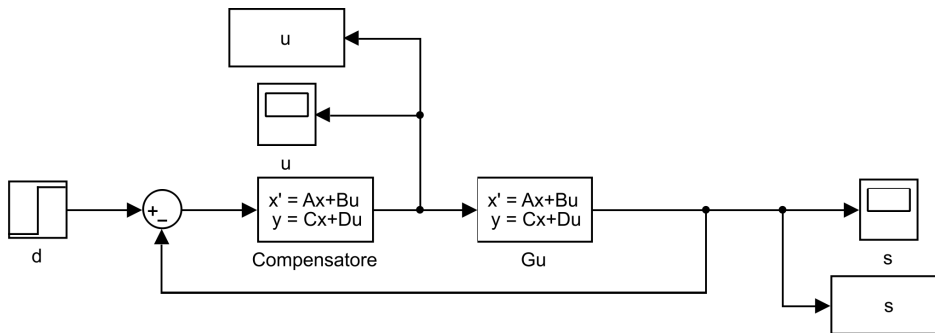 u
u
d
+
−
x' = Ax+Bu
y = Cx+Du
Compensatore
x' = Ax+Bu
y = Cx+Du
Gu
s
s